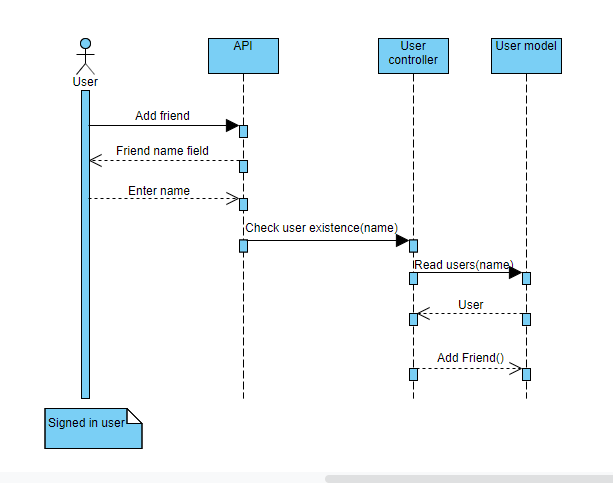 API
User
controller
User model
User
Add friend
Friend name field
Enter name
Check user existence(name)
Read users(name)
User
Add Friend()
Signed in user